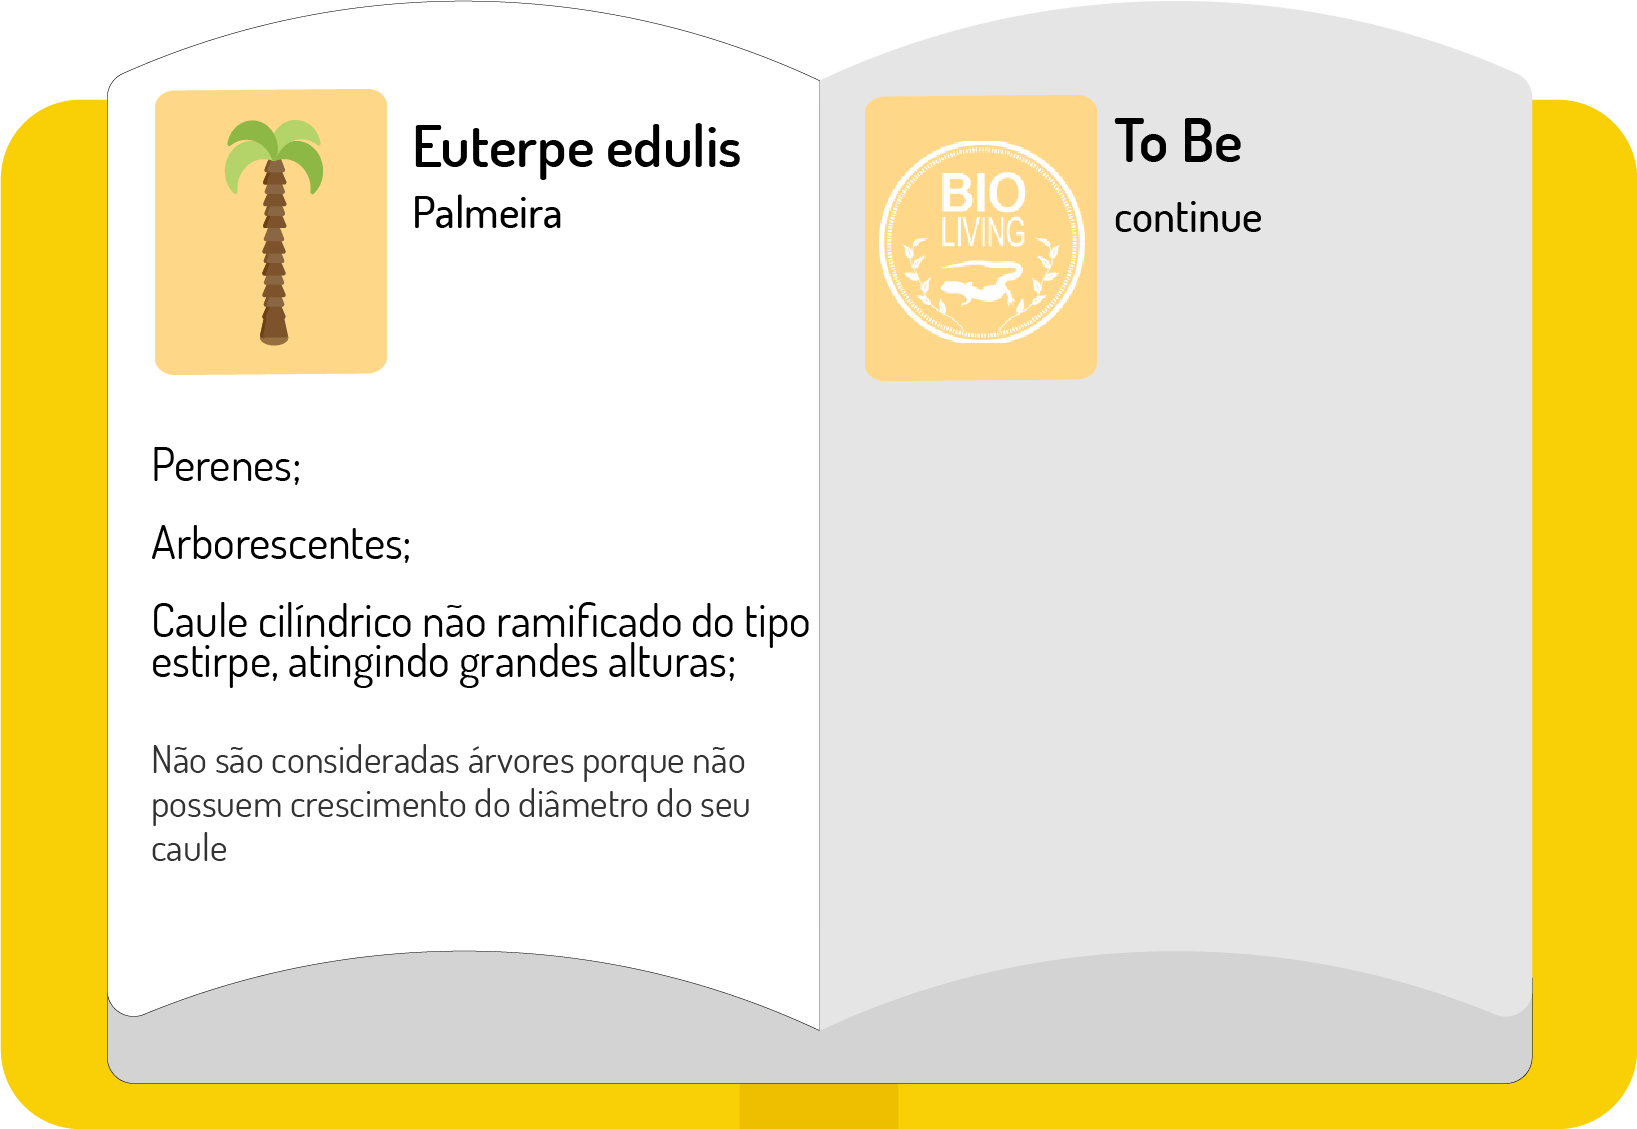 Euterpe edulis
Palmeira
Perenes;
Arborescentes;
Caule cilíndrico não ramificado do tipo
estirpe, atingindo grandes alturas;
Não são consideradas árvores porque não
possuem crescimento do diâmetro do seu
caule
BIO
LIVING
To Be
continue